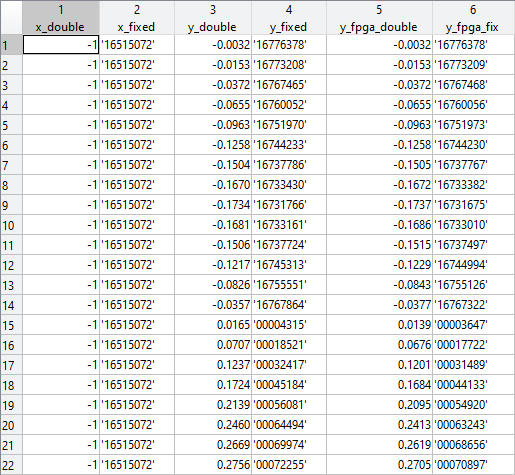 1 2 3 4 5 6
x_double x_fixed y_double y_fixed y_fpga_double y_fpga_fix
1 -1 '16515072' -0.0032 '16776378' -0.0032 '16776378'
2 -1 '16515072' -0.0153 '16773208' -0.0153 '16773209'
3 -1 '16515072' -0.0372 '16767465' -0.0372 '16767468'
4 -1 '16515072' -0.0655 '16760052' -0.0655 '16760056'
5 -1 '16515072' -0.0963 '16751970' -0.0963 '16751973'
6 -1 '16515072' -0.1258 '16744233' -0.1258 '16744230'
7 -1 '16515072' -0.1504 '16737786' -0.1505 '16737767'
8 -1 '16515072' -0.1670 '16733430' -0.1672 '16733382'
9 -1 '16515072' -0.1734 '16731766' -0.1737 '16731675'
10 -1 '16515072' -0.1681 '16733161' -0.1686 '16733010'
11 -1 '16515072' -0.1506 '16737724' -0.1515 '16737497'
12 -1 '16515072' -0.1217 '16745313' -0.1229 '16744994'
13 -1 '16515072' -0.0826 '16755551' -0.0843 '16755126'
14 -1 '16515072' -0.0357 '16767864' -0.0377 '16767322'
15 -1 '16515072' 0.0165 '00004315' 0.0139 '00003647'
16 -1 '16515072' 0.0707 '00018521' 0.0676 '00017722'
17 -1 '16515072' 0.1237 '00032417' 0.1201 '00031489'
18 -1 '16515072' 0.1724 '00045184' 0.1684 '00044133'
19 -1 '16515072' 0.2139 '00056081' 0.2095 '00054920'
20 -1 '16515072' 0.2460 '00064494' 0.2413 '00063243'
21 -1 '16515072' 0.2669 '00069974' 0.2619 '00068656'
22 -1 '16515072' 0.2756 '00072255' 0.2705 '00070897'